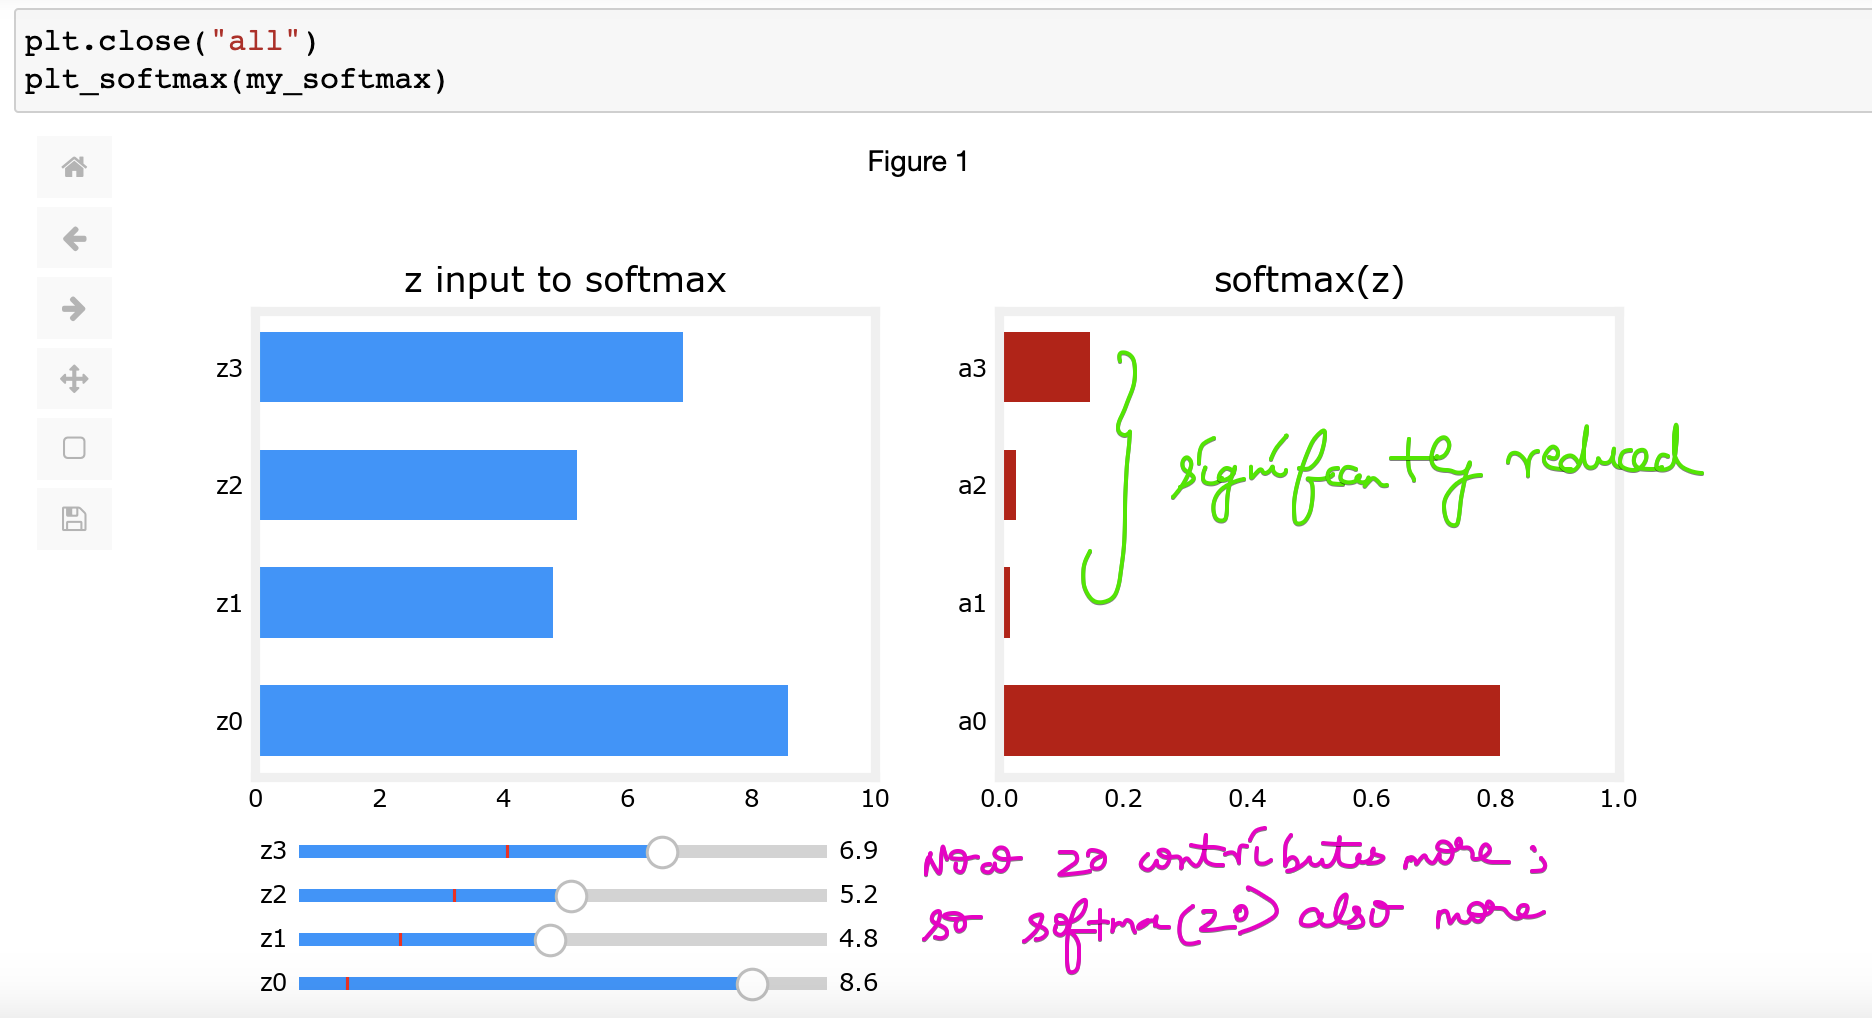 plt.close("all")
plt_softmax(my_softmax)
Figure 1
z input to softmax
z3
z2
z1
z0
0 2 4 6 8 10
softmax(z)
a3
a2
a1
a0
0.0 0.2 0.4 0.6 0.8 1.0
significantly reduced
z3 6.9
z2 5.2
z1 4.8
z0 8.6
z0 contributes more ;
so softmax(z0) also more